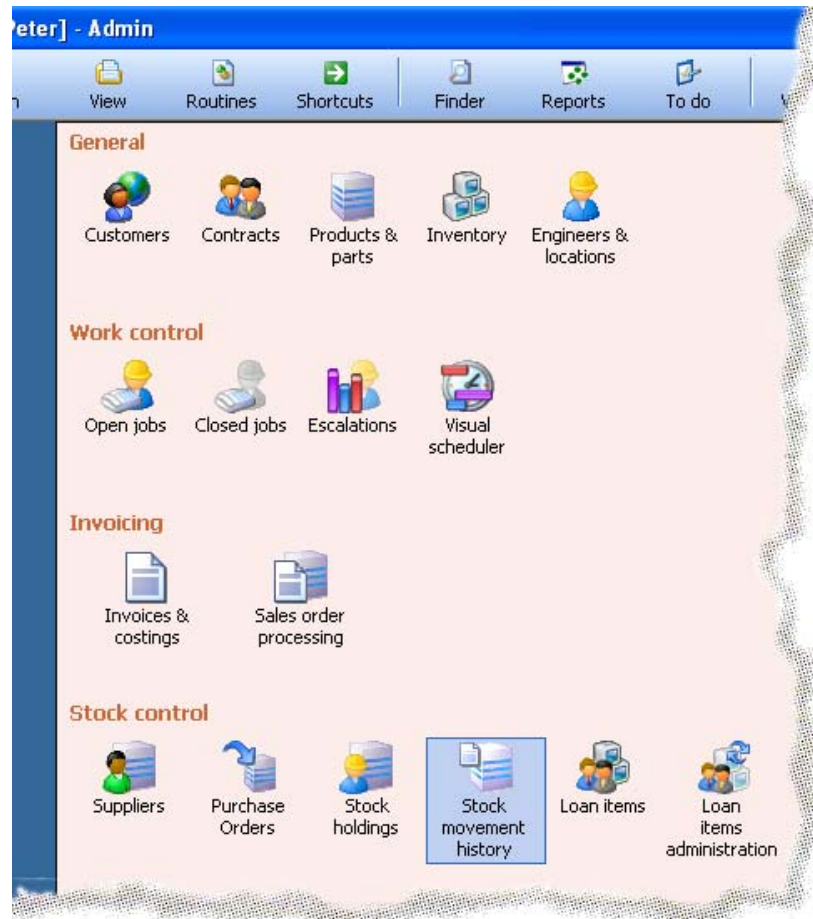 Peter] - Admin
View Routines Shortcuts Finder Reports To do
General
Customers Contracts Products & Inventory Engineers &
parts locations
Work control
Open jobs Closed jobs Escalations Visual
scheduler
Invoicing
Invoices & Sales order
costings processing
Stock control
Suppliers Purchase Stock Stock Loan items Loan
Orders holdings movement items
history administration